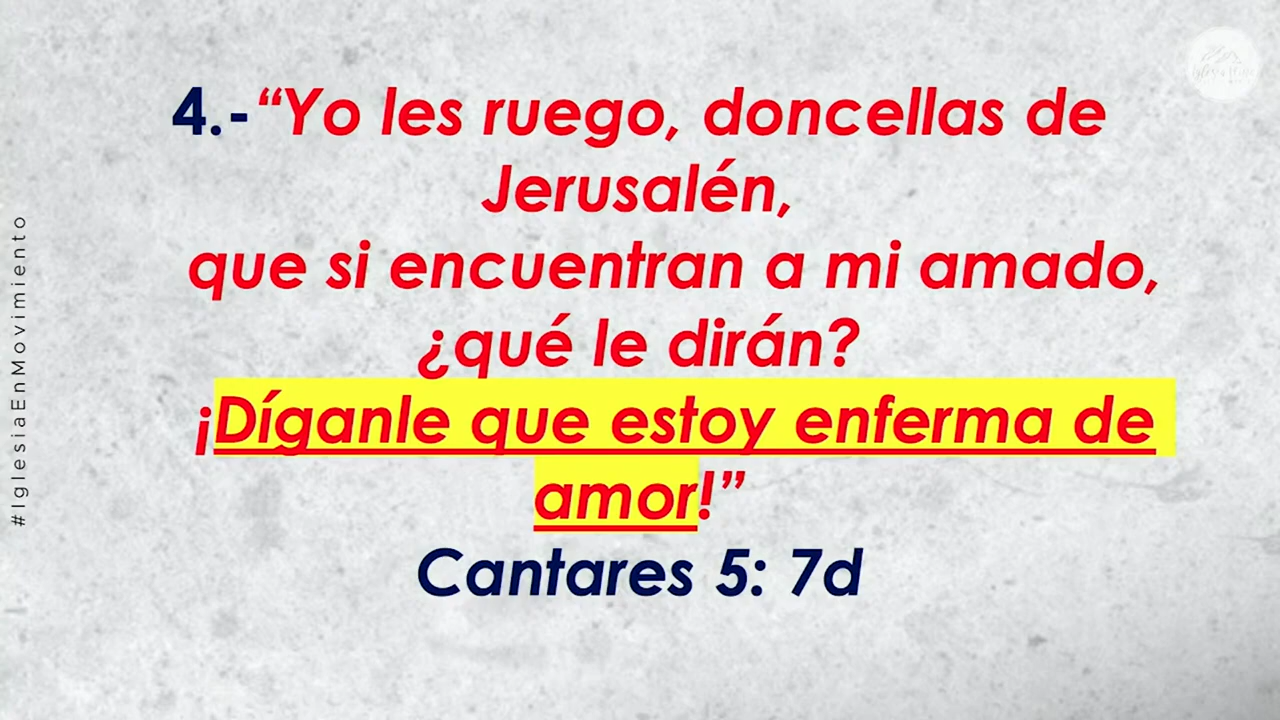 4.-“Yo les ruego, doncellas de
Jerusalén,
que si encuentran a mi amado,
¿qué le dirán?
¡Díganle que estoy enferma de
amor!”
Cantares 5: 7d
#IglesiaEnMovimiento